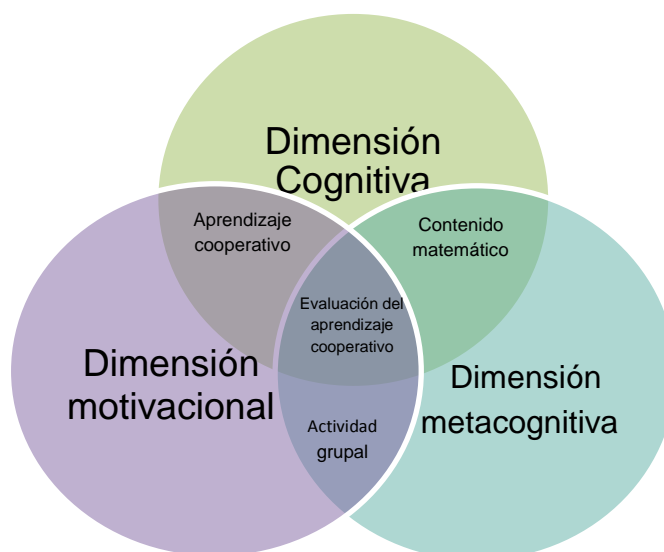 Dimensión
Cognitiva
Aprendizaje
cooperativo
Contenido
matemático
Evaluación del
aprendizaje
cooperativo
Dimensión
motivacional
Dimensión
metacognitiva
Actividad
grupal